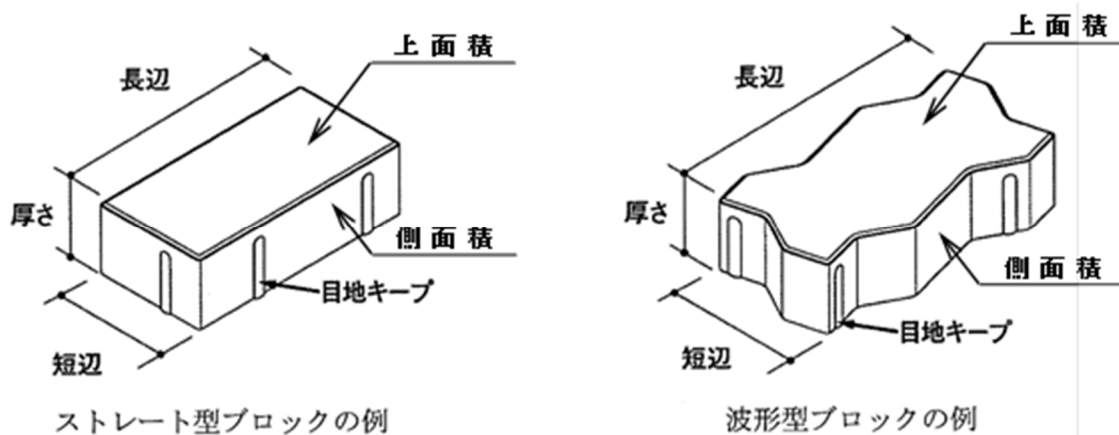 上面積
長辺
厚さ
側面積
目地キープ
短辺
ストレート型ブロックの例
上面積
長辺
厚さ
側面積
目地キープ
短辺
波形型ブロックの例